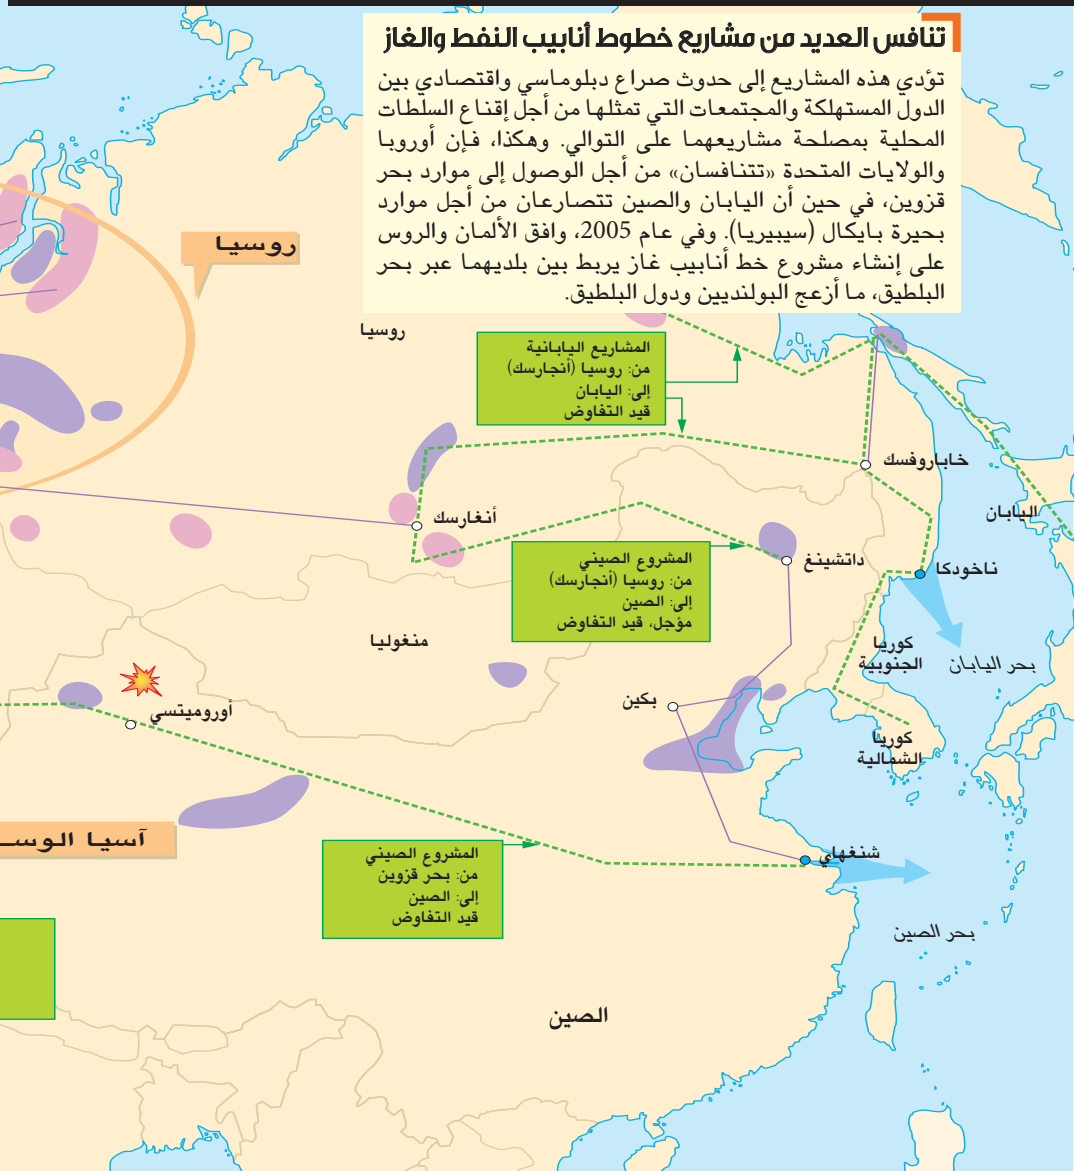 تنافس العديد من مشاريع خطوط أنابيب النفط والغاز
تؤدي هذه المشاريع إلى حدوث صراع دبلوماسي واقتصادي بين
الدول المستهلكة والمجتمعات التي تمثلها من أجل إقناع السلطات
المحلية بمصلحة مشاريعهما على التوالي. وهكذا، فإن أوروبا
والولايات المتحدة «تتنافسان» من أجل الوصول إلى موارد بحر
قزوين، في حين أن اليابان والصين تتصارعان من أجل موارد
بحيرة بايكال (سيبيريا). وفي عام 2005، وافق الألمان والروس
على إنشاء مشروع خط أنابيب غاز يربط بين بلديهما عبر بحر
البلطيق، ما أزعج البولنديين ودول البلطيق.
روسيا
روسيا
المشاريع اليابانية
من: روسيا (أنجارسك)
إلى: اليابان
قيد التفاوض
خاباروفسك
أنغارسك
اليابان
المشروع الصيني
من: روسيا (أنجارسك)
إلى: الصين
مؤجل، قيد التفاوض
داتشينغ
ناخودكا
منغوليا
كوريا
الجنوبية
بحر اليابان
بكين
أوروميتسي
كوريا
الشمالية
آسيا الوسـ
شنغهاي
المشروع الصيني
من: بحر قزوين
إلى: الصين
قيد التفاوض
بحر الصين
الصين